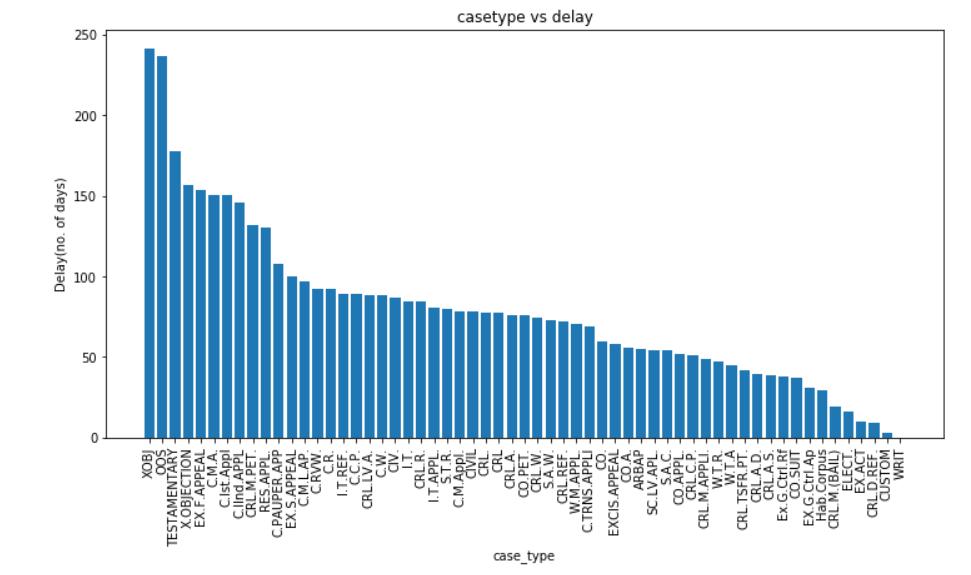 casetype vs delay
250
200
150
100
50
0
Delay(no. of days)
XOBJ
OOS
TESTAMENTARY
X.OBJECTION
EX.F.APPEAL
C.M.A.
C.Ist.Appl
C.IInd.APPL
CRL.M.PET.
RES.APPL.
C.PAUPER.APP
EX.S.APPEAL
C.M.L.AP.
C.RVW.
C.R.
I.T.REF.
C.C.P.
CRL.LV.A.
C.W.
CIV.
I.T.
CRL.R.
I.T.APPL.
S.T.R.
C.M.Appl.
CIVIL
CRL.
CRL
CRL.A.
CO.PET.
CRL.W.
S.A.W.
CRL.REF.
W.M.APPL.
C.TRNS.APPLI
CO.
EXCIS.APPEAL
CO.A.
ARBAP
SC.LV.APL.
S.A.C.
CO.APPL.
CRL.C.P.
CRL.M.APPLI.
W.T.R.
W.T.A
CRL.TSFR.PT.
CRL.A.D.
CRL.A.S.
Ex.G.Ctrl.Rf
CO.SUIT
EX.G.Ctrl.Ap
Hab.Corpus
CRL.M.(BAIL)
ELECT.
EX.ACT
CRL.D.REF.
CUSTOM
WRIT
case_type